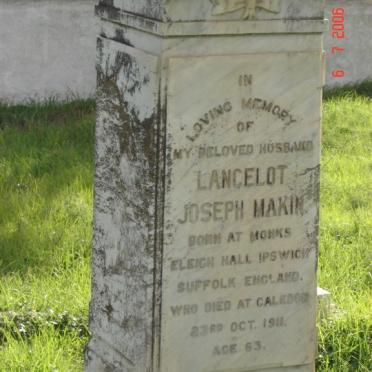 IN
LOVING MEMORY
OF
MY BELOVED HUSBAND
LANCELOT
JOSEPH MAKIN
BORN AT MONKS
ELEIGH HALL IPSWICH
SUFFOLK ENGLAND.
WHO DIED AT CALEDON
23RD OCT. 1911.
AGE 63.
6 7 2006